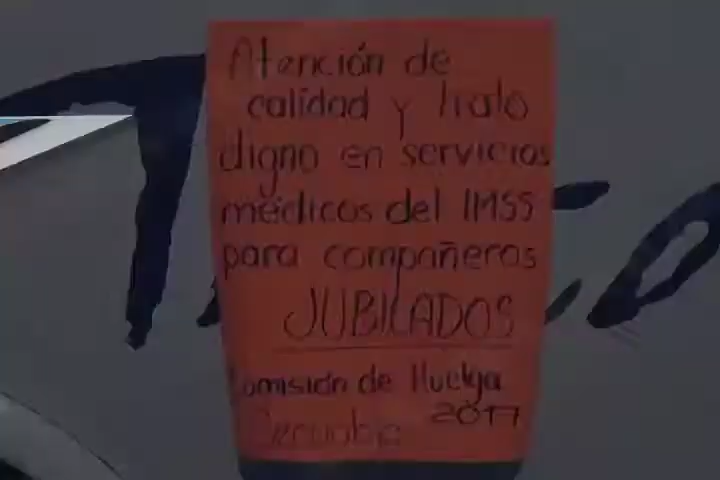 Atención de
calidad y trato
digno en servicios
médicos del IMSS
para compañeros
JUBILADOS
Comisión de Huelga
2017